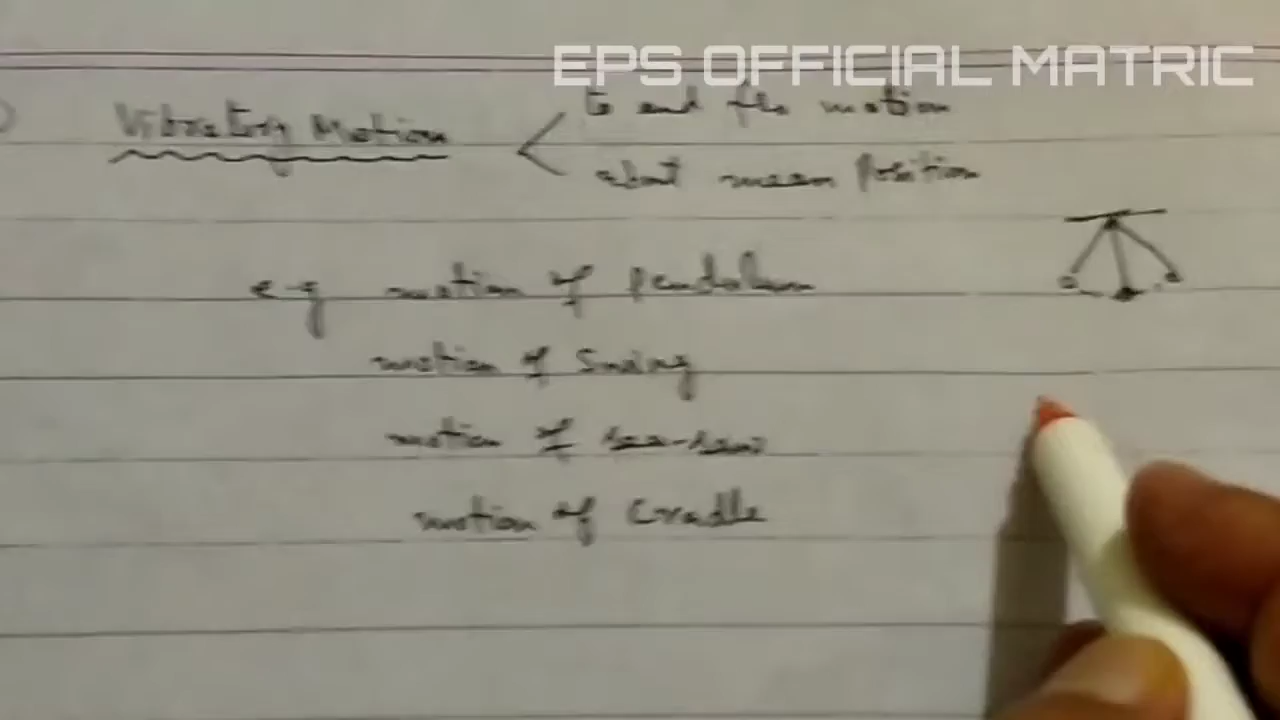 EPS OFFICIAL MATRIC
Vibratory Motion
to and fro motion
about mean Position
e-g motion of pendulum
motion of Swing
motion of see-saw
motion of Cradle